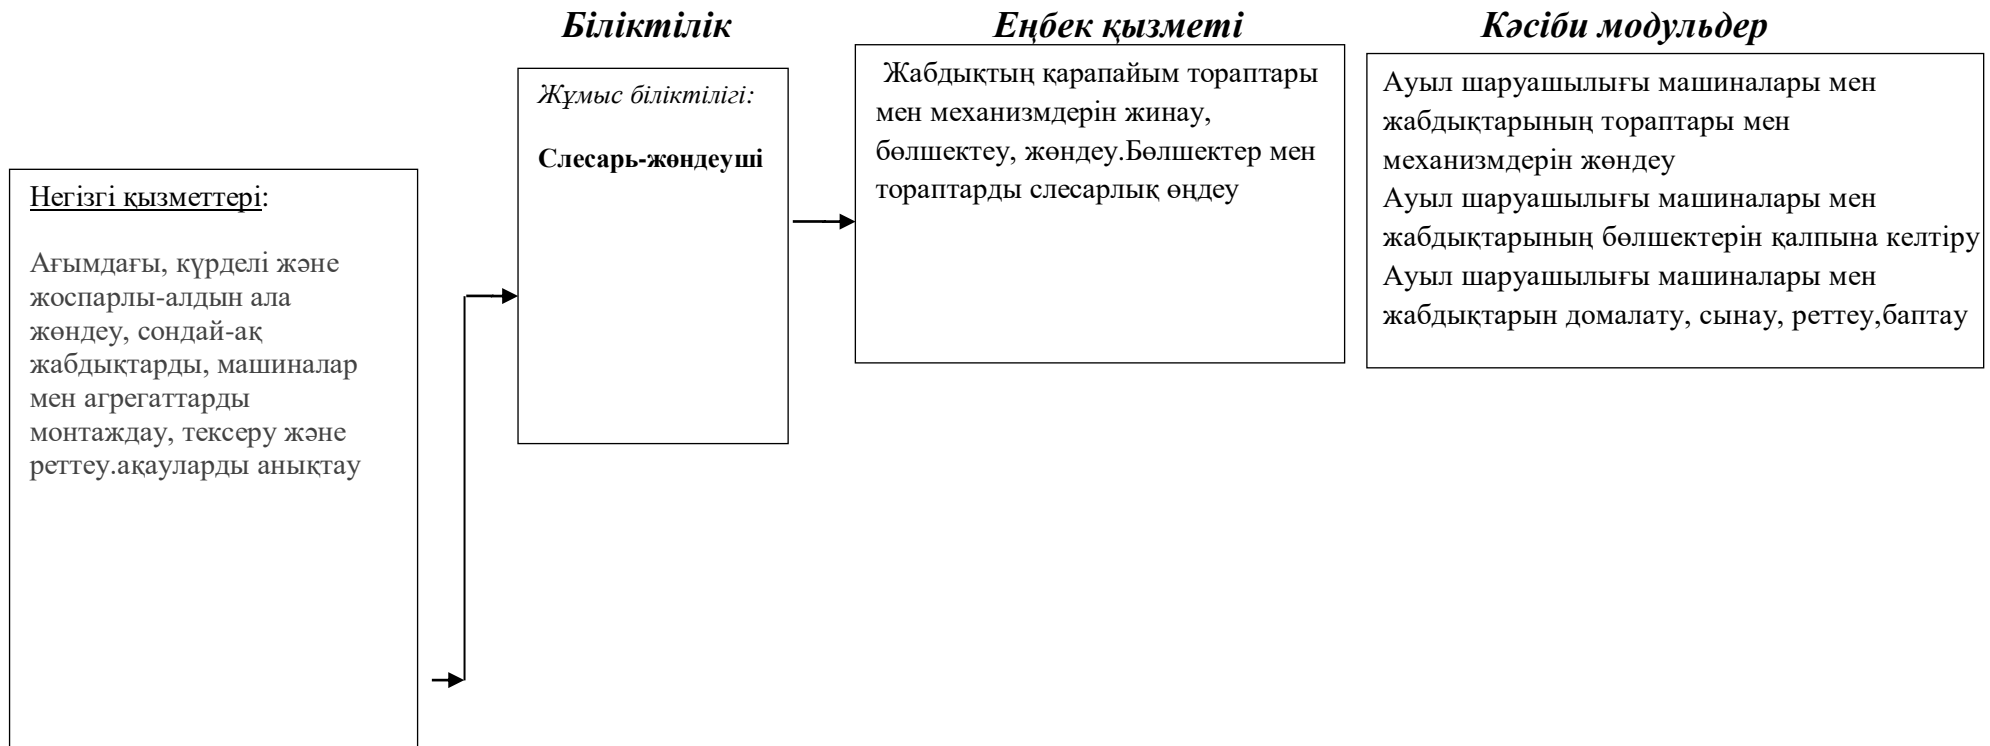 Біліктілік
Еңбек қызметі
Кәсіби модульдер
Негізгі қызметтері:
Ағымдағы, күрделі және
жоспарлы-алдын ала
жөндеу, сондай-ақ
жабдықтарды, машиналар
мен агрегаттарды
монтаждау, тексеру және
реттеу.ақауларды анықтау
Жұмыс біліктілігі:
Слесарь-жөндеуші
Жабдықтың қарапайым тораптары
мен механизмдерін жинау,
бөлшектеу, жөндеу.Бөлшектер мен
тораптарды слесарлық өңдеу
Ауыл шаруашылығы машиналары мен
жабдықтарының тораптары мен
механизмдерін жөндеу
Ауыл шаруашылығы машиналары мен
жабдықтарының бөлшектерін қалпына келтіру
Ауыл шаруашылығы машиналары мен
жабдықтарын домалату, сынау, реттеу,баптау